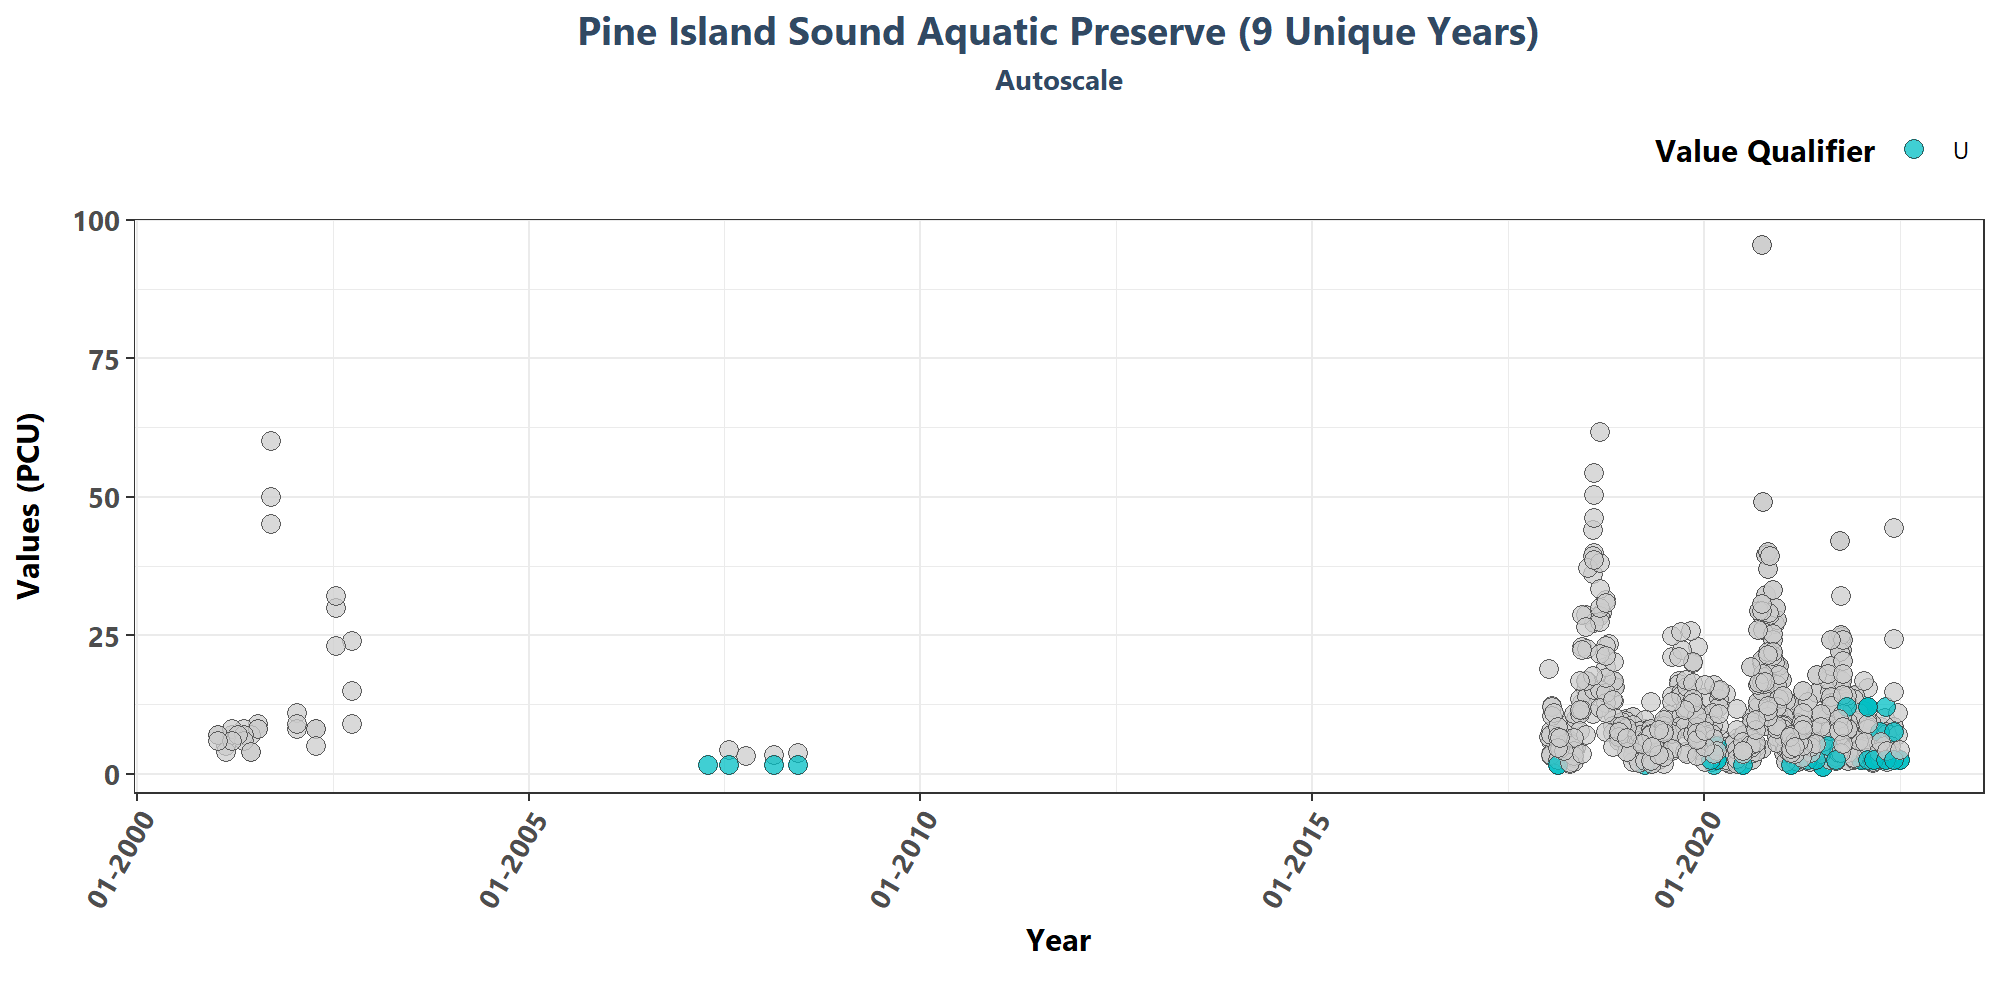 Pine Island Sound Aquatic Preserve (9 Unique Years)
Autoscale
Value Qualifier U
100
75
50
25
0
Values (PCU)
01-2000 01-2005 01-2010 01-2015 01-2020
Year